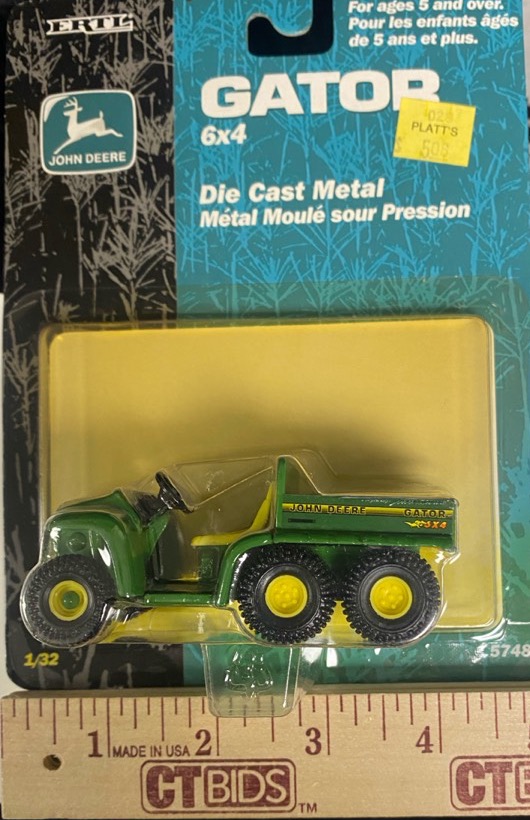 ERTL
For ages 5 and over.
Pour les enfants âgés
de 5 ans et plus.
JOHN DEERE
GATOR
6x4
PLATT'S
Die Cast Metal
Métal Moulé sour Pression
JOHN DEERE GATOR
6X4
1/32
5748
1 MADE IN USA 2 3 4
CTBIDS™
CTB